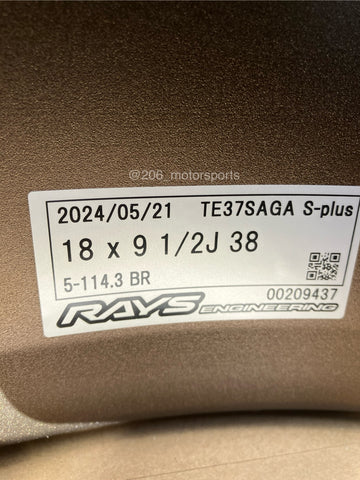 @206_motorsports
2024/05/21 TE37SAGA S-plus
18 x 9 1/2J 38
5-114.3 BR
00209437
RAYS ENGINEERING